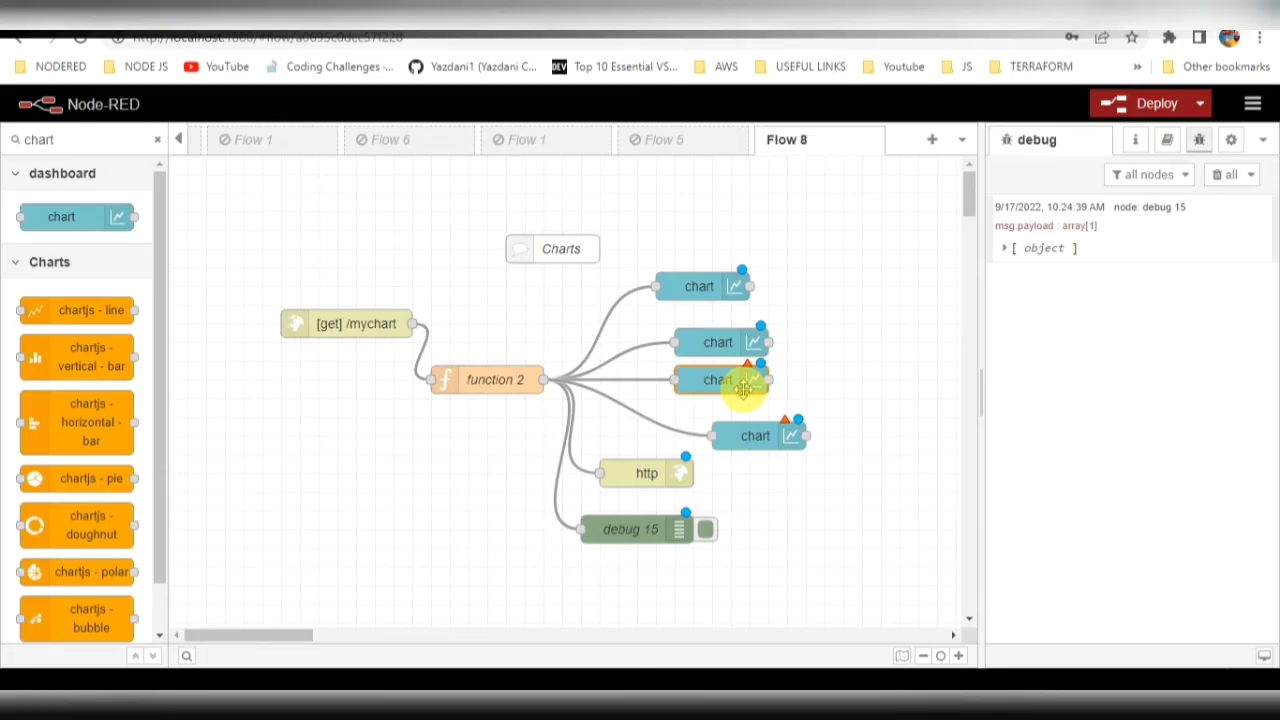 NODERED
NODE JS
YouTube
Coding Challenges -...
Yazdani1 (Yazdani C...
DEV
Top 10 Essential VS...
AWS
USEFUL LINKS
Youtube
JS
TERRAFORM
»
Other bookmarks
Node-RED
Deploy
chart
Flow 1
Flow 6
Flow 1
Flow 5
Flow 8
debug
dashboard
chart
all nodes
all
Charts
9/17/2022, 10:24:39 AM node: debug 15
msg.payload : array[1]
[ object ]
Charts
chart
chartjs - line
[get] /mychart
chart
chartjs -
vertical - bar
function 2
chart
chartjs -
horizontal -
bar
chart
chartjs - pie
http
chartjs -
doughnut
debug 15
chartjs - polar
chartjs -
bubble